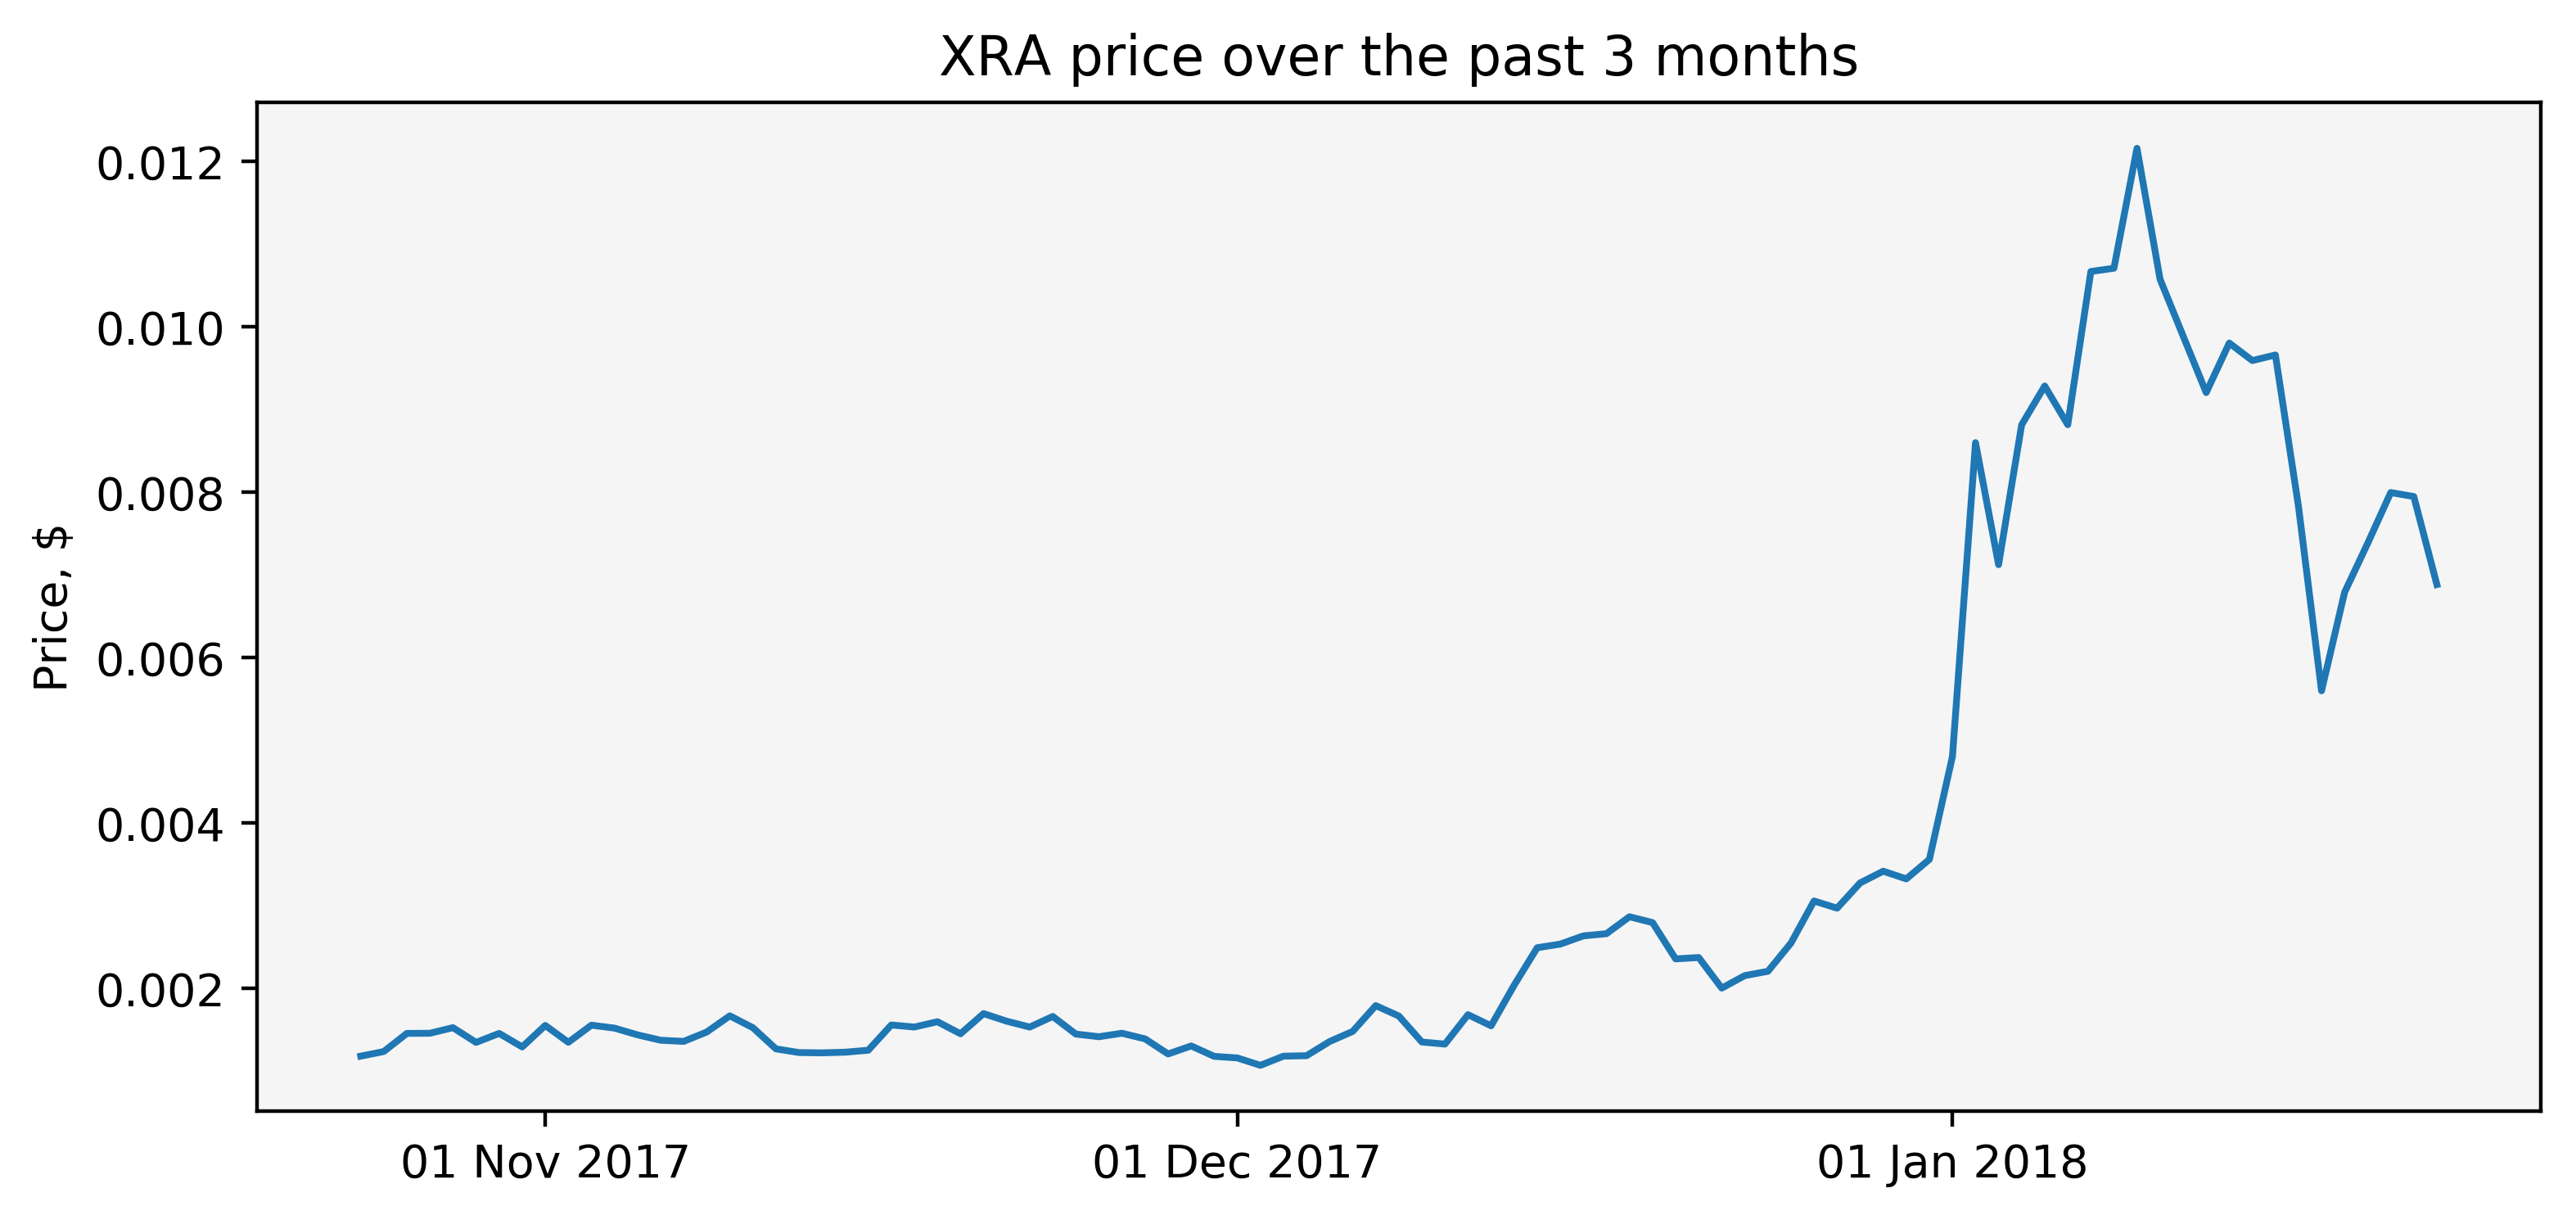 XRA price over the past 3 months
Price, $
0.012
0.010
0.008
0.006
0.004
0.002
01 Nov 2017
01 Dec 2017
01 Jan 2018